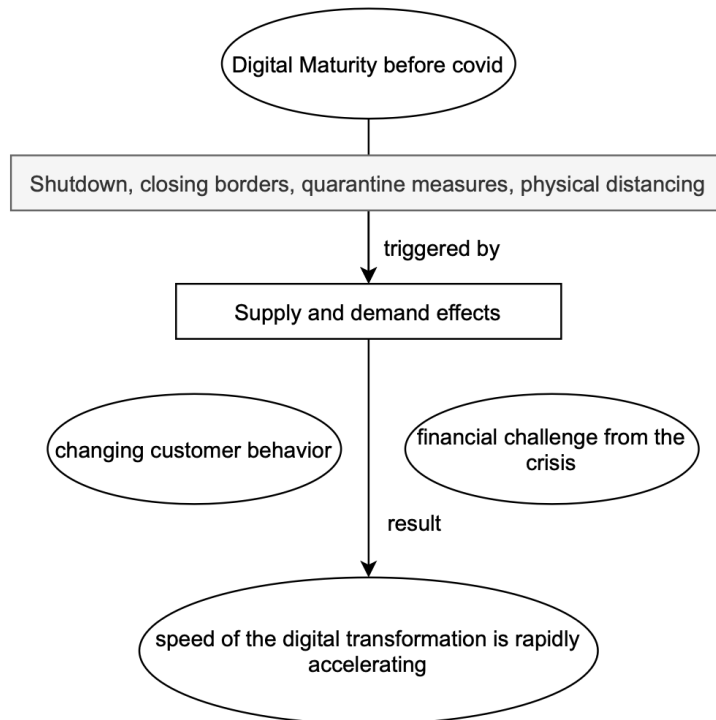 Digital Maturity before covid
Shutdown, closing borders, quarantine measures, physical distancing
triggered by
Supply and demand effects
changing customer behavior
financial challenge from the
crisis
result
speed of the digital transformation is rapidly
accelerating